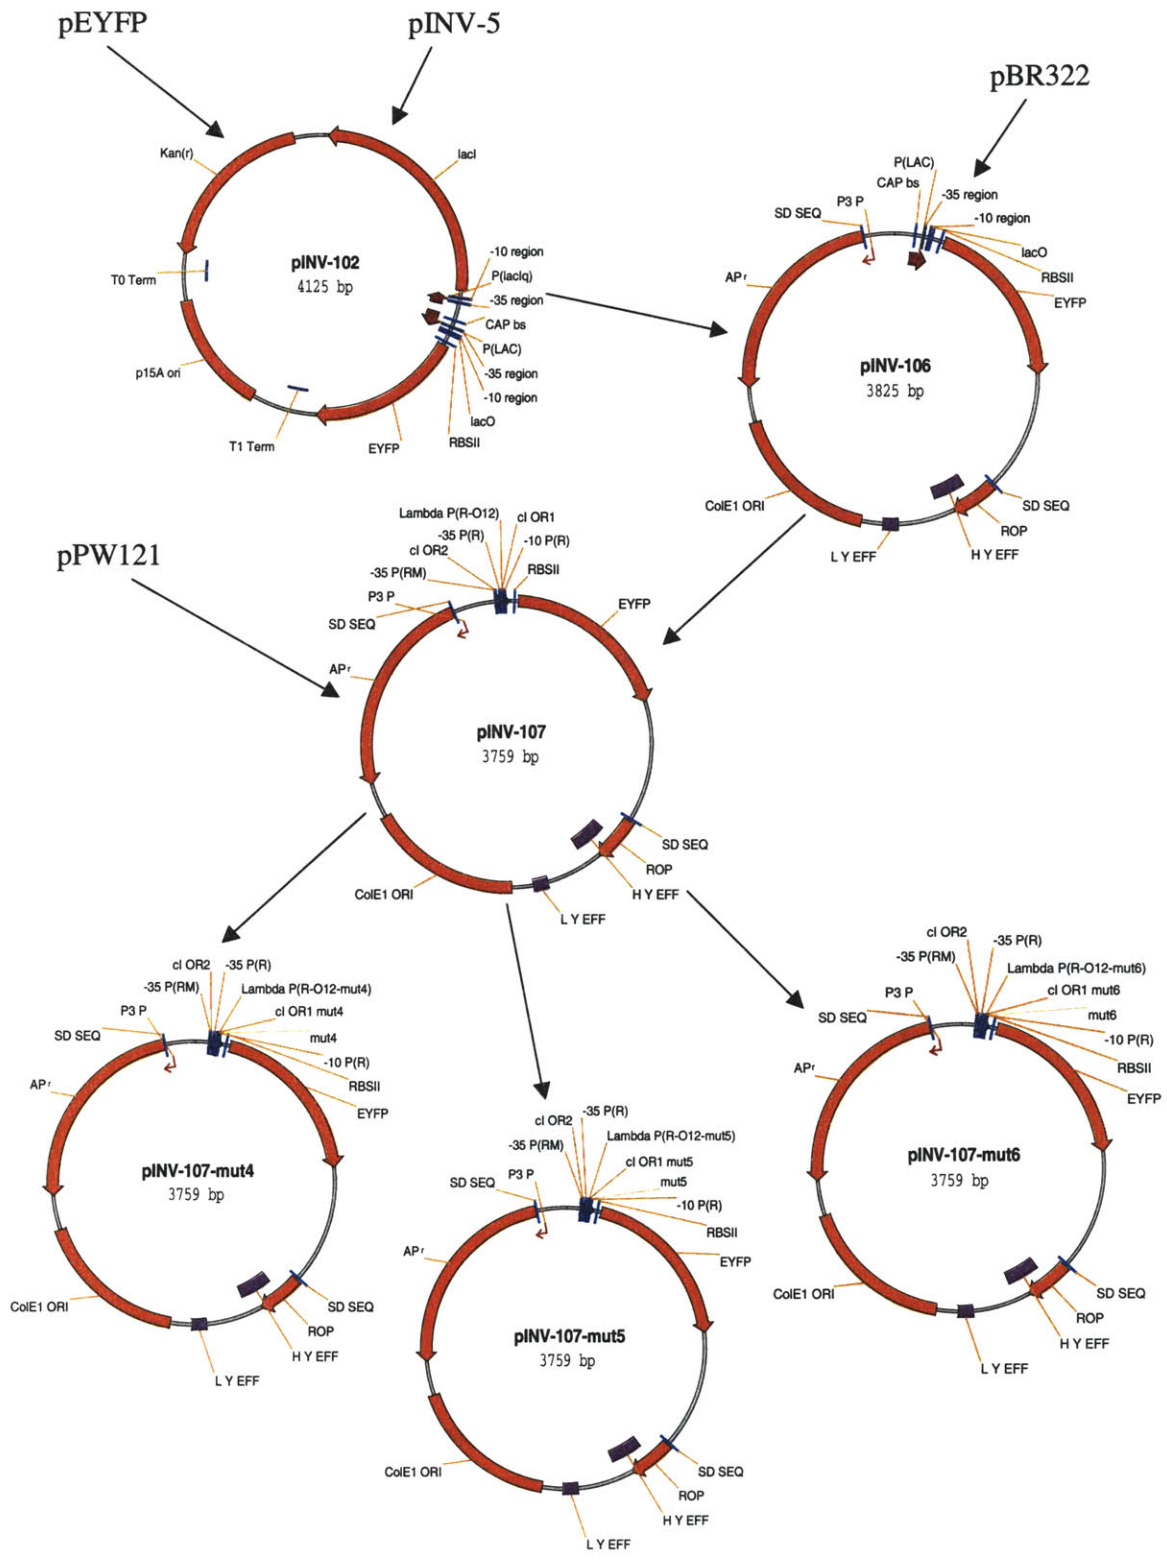 pEYFP
pINV-5
pBR322
Kan(r)
lacI
pINV-102
4125 bp
T0 Term
-10 region
P(lacIq)
-35 region
CAP bs
P(LAC)
-35 region
-10 region
lacO
RBSII
p15A ori
T1 Term
EYFP
P(LAC)
CAP bs
-35 region
P3 P
-10 region
SD SEQ
lacO
RBSII
AP r
EYFP
pINV-106
3825 bp
ColE1 ORI
SD SEQ
ROP
H Y EFF
L Y EFF
pPW121
Lambda P(R-O12)
cI OR1
-35 P(R)
-10 P(R)
cI OR2
RBSII
-35 P(RM)
P3 P
EYFP
SD SEQ
AP r
pINV-107
3759 bp
SD SEQ
ROP
ColE1 ORI
H Y EFF
L Y EFF
cI OR2
-35 P(R)
-35 P(RM)
Lambda P(R-O12-mut4)
P3 P
cI OR1 mut4
SD SEQ
mut4
-10 P(R)
AP r
RBSII
EYFP
pINV-107-mut4
3759 bp
ColE1 ORI
SD SEQ
ROP
H Y EFF
L Y EFF
cI OR2
-35 P(R)
-35 P(RM)
Lambda P(R-O12-mut5)
P3 P
cI OR1 mut5
SD SEQ
mut5
-10 P(R)
RBSII
AP r
EYFP
pINV-107-mut5
3759 bp
ColE1 ORI
SD SEQ
ROP
H Y EFF
L Y EFF
cI OR2
-35 P(R)
-35 P(RM)
Lambda P(R-O12-mut6)
P3 P
cI OR1 mut6
SD SEQ
mut6
-10 P(R)
RBSII
AP r
EYFP
pINV-107-mut6
3759 bp
ColE1 ORI
SD SEQ
ROP
H Y EFF
L Y EFF